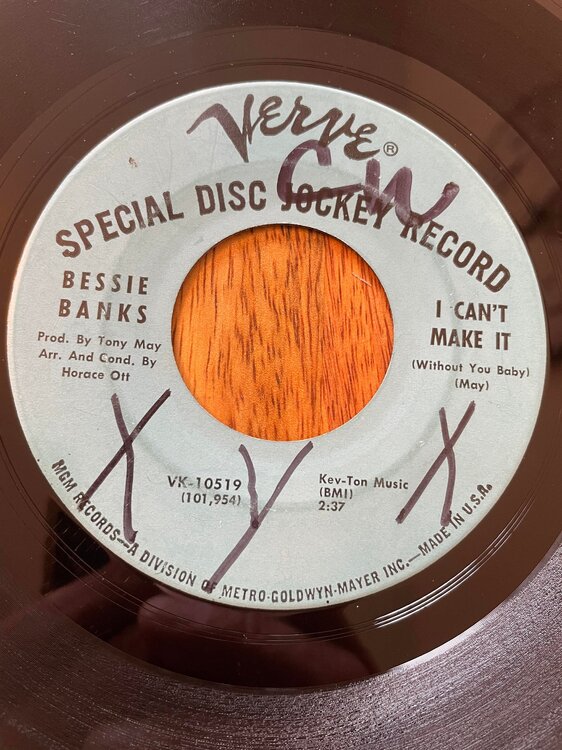 Verve®
CW
SPECIAL DISC JOCKEY RECORD
BESSIE
BANKS
Prod. By Tony May
Arr. And Cond. By
Horace Ott
I CAN'T
MAKE IT
(Without You Baby)
(May)
X Y X
VK-10519
(101,954)
Kev-Ton Music
(BMI)
2:37
MGM RECORDS—A DIVISION OF METRO-GOLDWYN-MAYER INC.—MADE IN U.S.A.